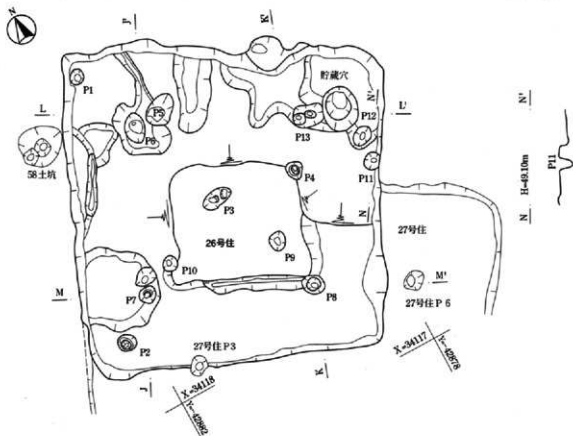 N
J'
K'
P1
貯蔵穴
N'
N'
L
P5
P6
P13
P12
L'
58土坑
P4
P11
P11
H=49.10m
P3
N
N
26号住
27号住
P10
P9
M'
M
P7
P8
27号住P6
P2
27号住P3
X=34117
Y=-42878
J
K
X=34118
Y=-42882